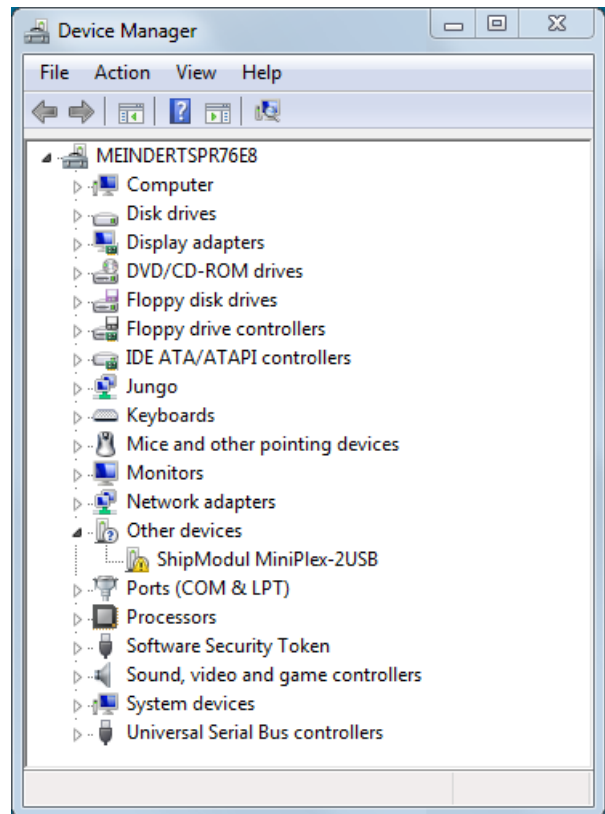 Device Manager
File Action View Help
MEINDERTSPR76E8
Computer
Disk drives
Display adapters
DVD/CD-ROM drives
Floppy disk drives
Floppy drive controllers
IDE ATA/ATAPI controllers
Jungo
Keyboards
Mice and other pointing devices
Monitors
Network adapters
Other devices
ShipModul MiniPlex-2USB
Ports (COM & LPT)
Processors
Software Security Token
Sound, video and game controllers
System devices
Universal Serial Bus controllers